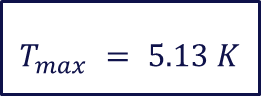 T_max = 5.13 K